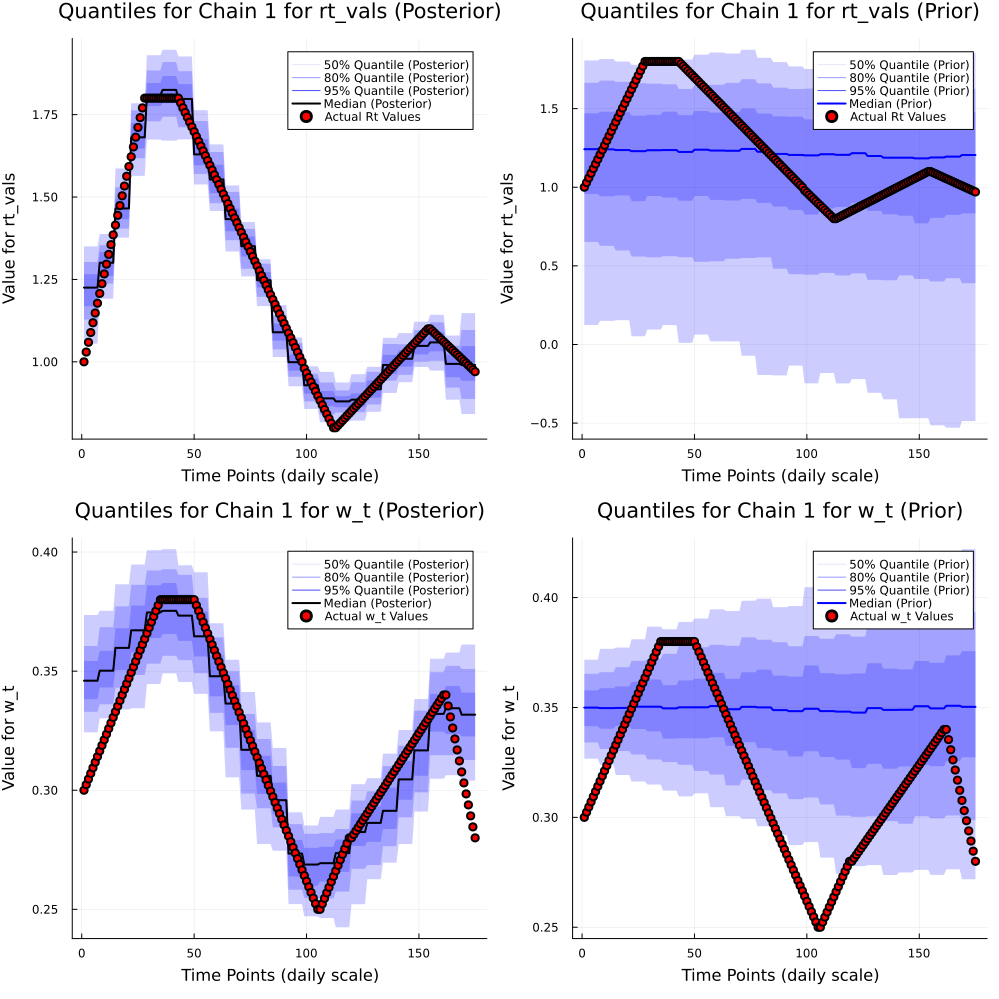 Quantiles for Chain 1 for rt_vals (Posterior)
Value for rt_vals
1.75
1.50
1.25
1.00
0
50
100
150
Time Points (daily scale)
50% Quantile (Posterior)
80% Quantile (Posterior)
95% Quantile (Posterior)
Median (Posterior)
Actual Rt Values
Quantiles for Chain 1 for rt_vals (Prior)
Value for rt_vals
1.5
1.0
0.5
0.0
−0.5
0
50
100
150
Time Points (daily scale)
50% Quantile (Prior)
80% Quantile (Prior)
95% Quantile (Prior)
Median (Prior)
Actual Rt Values
Quantiles for Chain 1 for w_t (Posterior)
Value for w_t
0.40
0.35
0.30
0.25
0
50
100
150
Time Points (daily scale)
50% Quantile (Posterior)
80% Quantile (Posterior)
95% Quantile (Posterior)
Median (Posterior)
Actual w_t Values
Quantiles for Chain 1 for w_t (Prior)
Value for w_t
0.40
0.35
0.30
0.25
0
50
100
150
Time Points (daily scale)
50% Quantile (Prior)
80% Quantile (Prior)
95% Quantile (Prior)
Median (Prior)
Actual w_t Values